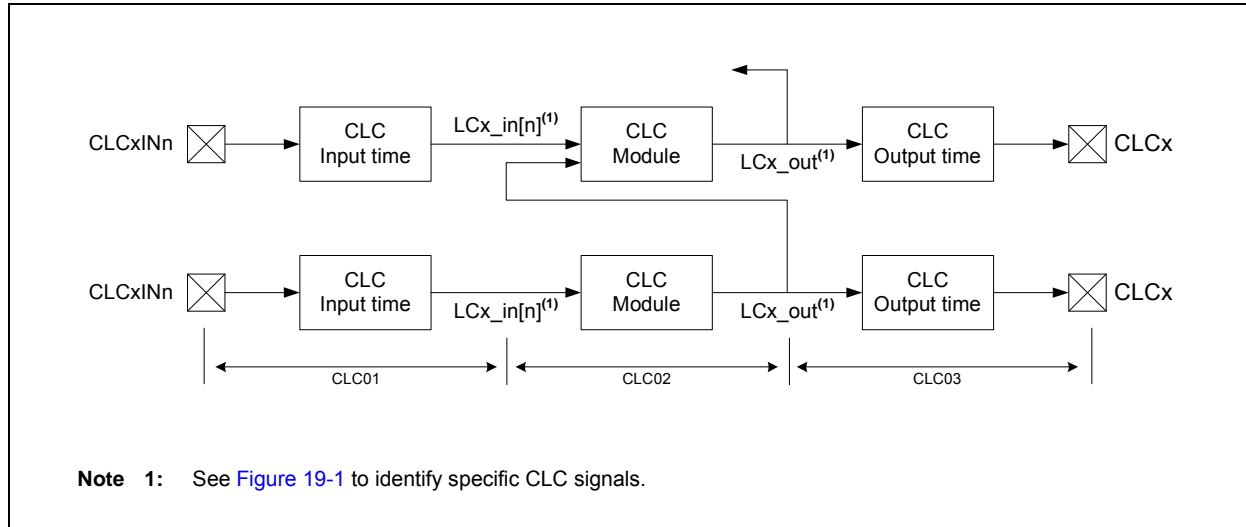 CLCxINn
CLC
Input time
LCx_in[n](1)
CLC
Module
LCx_out(1)
CLC
Output time
CLCx
CLCxINn
CLC
Input time
LCx_in[n](1)
CLC
Module
LCx_out(1)
CLC
Output time
CLCx
CLC01
CLC02
CLC03
Note 1: See Figure 19-1 to identify specific CLC signals.